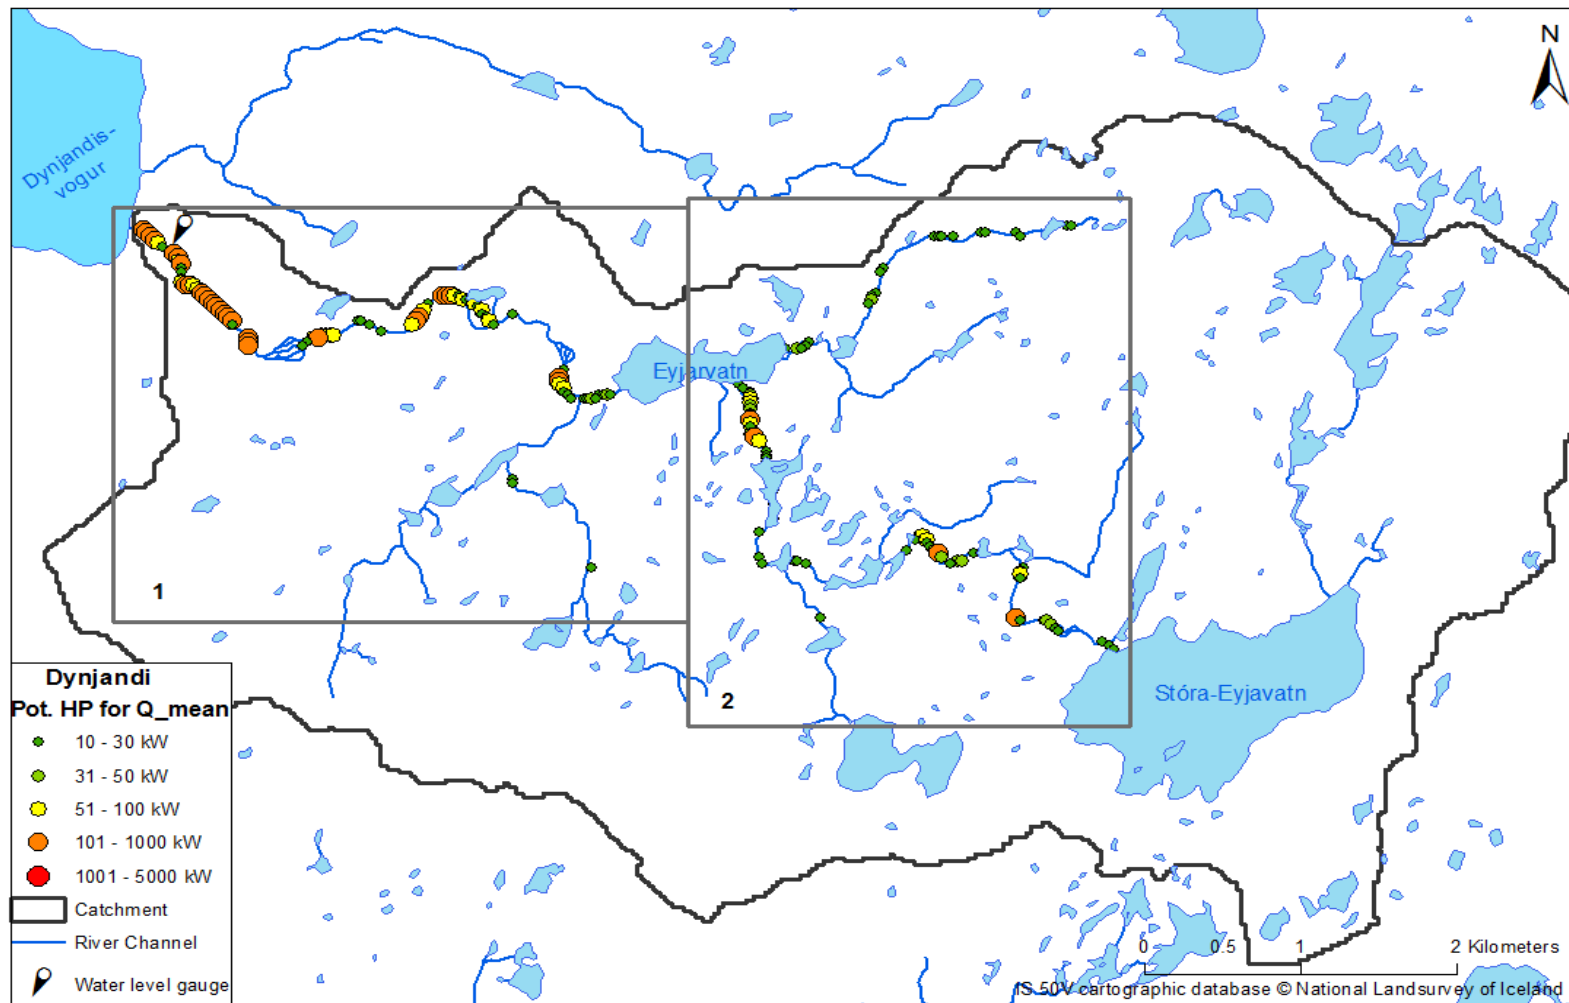 N
Dynjandis-
vogur
Eyjarvatn
1
2
Stóra-Eyjavatn
Dynjandi
Pot. HP for Q_mean
10 - 30 kW
31 - 50 kW
51 - 100 kW
101 - 1000 kW
1001 - 5000 kW
Catchment
River Channel
Water level gauge
0 0.5 1 2 Kilometers
IS 50V cartographic database © National Landsurvey of Iceland